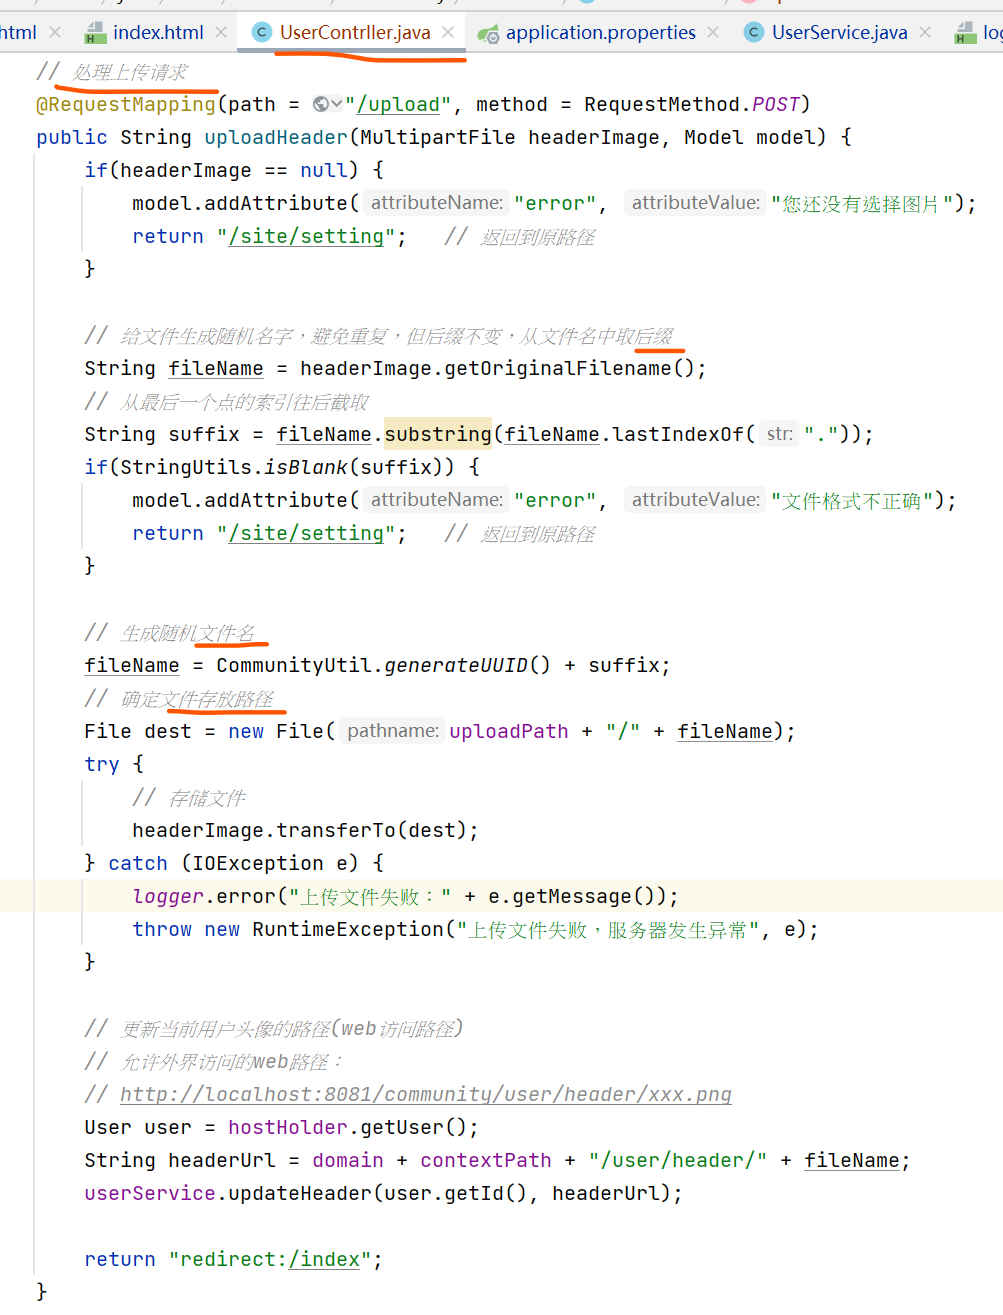 html index.html UserContrller.java application.properties UserService.java
// 处理上传请求
@RequestMapping(path = "/upload", method = RequestMethod.POST)
public String uploadHeader(MultipartFile headerImage, Model model) {
if(headerImage == null) {
model.addAttribute( attributeName: "error", attributeValue: "您还没有选择图片");
return "/site/setting"; // 返回到原路径
}
// 给文件生成随机名字，避免重复，但后缀不变，从文件名中取后缀
String fileName = headerImage.getOriginalFilename();
// 从最后一个点的索引往后截取
String suffix = fileName.substring(fileName.lastIndexOf( str: "."));
if(StringUtils.isBlank(suffix)) {
model.addAttribute( attributeName: "error", attributeValue: "文件格式不正确");
return "/site/setting"; // 返回到原路径
}
// 生成随机文件名
fileName = CommunityUtil.generateUUID() + suffix;
// 确定文件存放路径
File dest = new File( pathname: uploadPath + "/" + fileName);
try {
// 存储文件
headerImage.transferTo(dest);
} catch (IOException e) {
logger.error("上传文件失败：" + e.getMessage());
throw new RuntimeException("上传文件失败，服务器发生异常", e);
}
// 更新当前用户头像的路径(web访问路径)
// 允许外界访问的web路径：
// http://localhost:8081/community/user/header/xxx.png
User user = hostHolder.getUser();
String headerUrl = domain + contextPath + "/user/header/" + fileName;
userService.updateHeader(user.getId(), headerUrl);
return "redirect:/index";
}